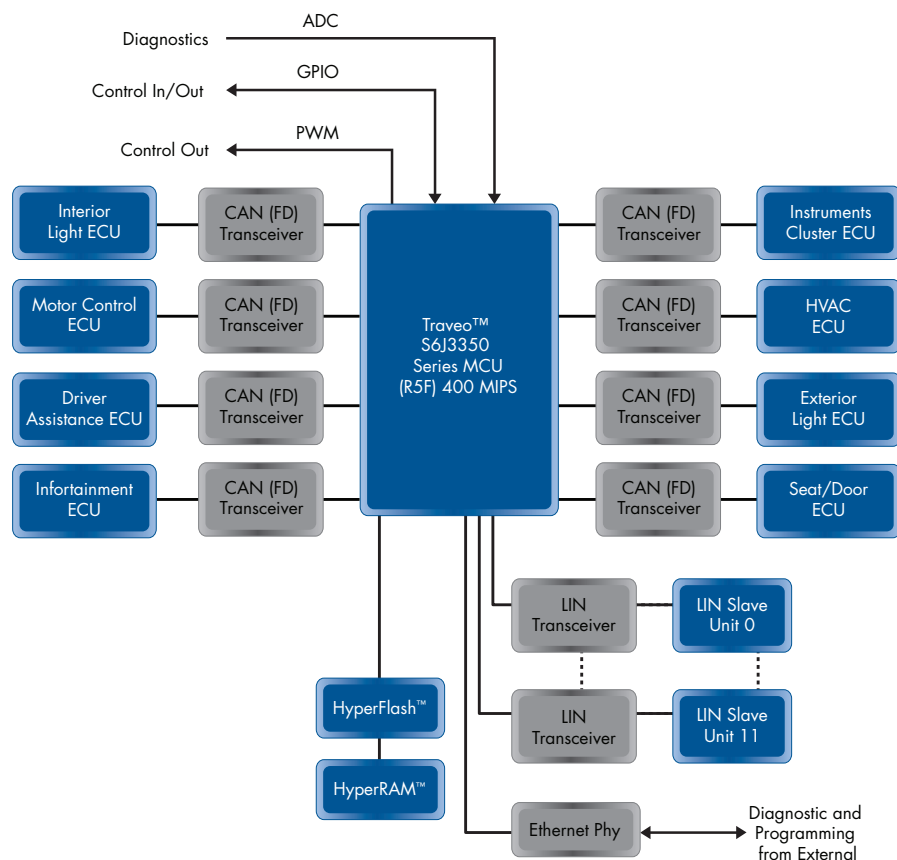 ADC
Diagnostics
GPIO
Control In/Out
PWM
Control Out
Interior
Light ECU
CAN (FD)
Transceiver
CAN (FD)
Transceiver
Instruments
Cluster ECU
Motor Control
ECU
CAN (FD)
Transceiver
Traveo™
S6J3350
Series MCU
(R5F) 400 MIPS
CAN (FD)
Transceiver
HVAC
ECU
Driver
Assistance ECU
CAN (FD)
Transceiver
CAN (FD)
Transceiver
Exterior
Light ECU
Infortainment
ECU
CAN (FD)
Transceiver
CAN (FD)
Transceiver
Seat/Door
ECU
LIN
Transceiver
LIN Slave
Unit 0
HyperFlash™
LIN
Transceiver
LIN Slave
Unit 11
HyperRAM™
Ethernet Phy
Diagnostic and
Programming
from External